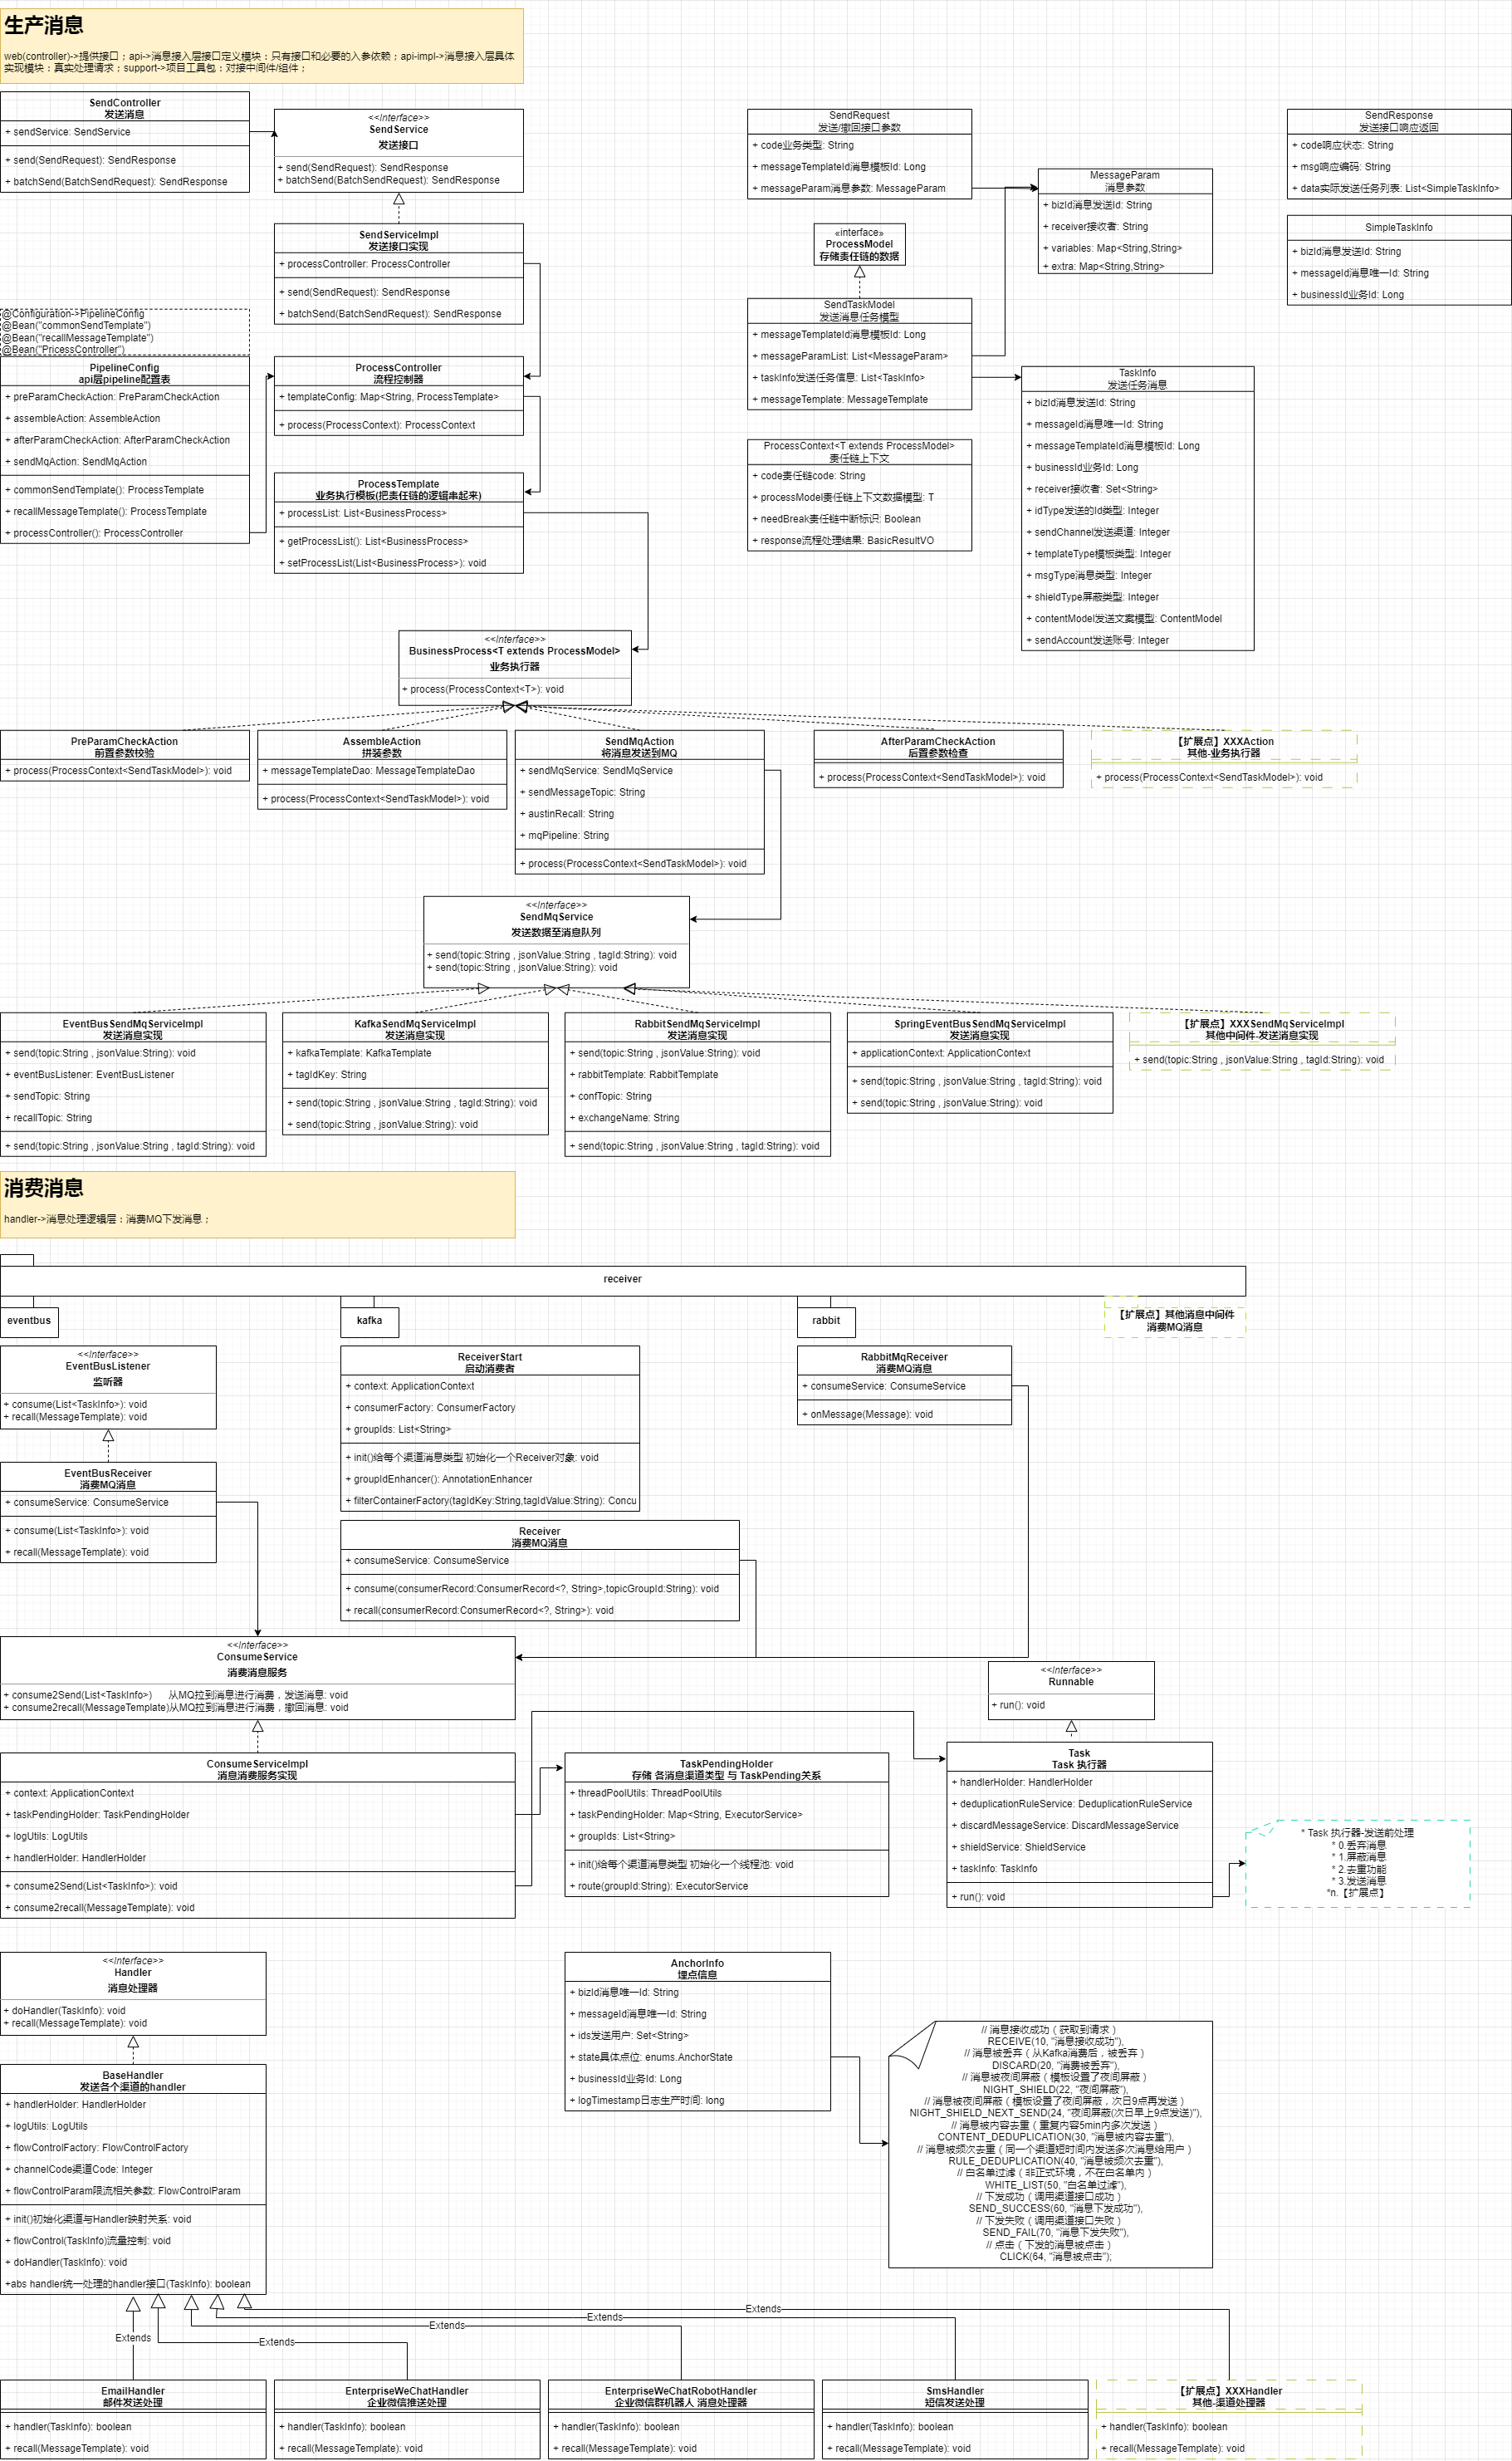 生产消息
web(controller)->提供接口；api->消息接入层接口定义模块：只有接口和必要的入参依赖；api-impl->消息接入层具体
实现模块：真实处理请求；support->项目工具包：对接中间件/组件；
SendController
发送消息
+ sendService: SendService
+ send(SendRequest): SendResponse
+ batchSend(BatchSendRequest): SendResponse
<<Interface>>
SendService
发送接口
+ send(SendRequest): SendResponse
+ batchSend(BatchSendRequest): SendResponse
SendRequest
发送/撤回接口参数
+ code业务类型: String
+ messageTemplateId消息模板Id: Long
+ messageParam消息参数: MessageParam
MessageParam
消息参数
+ bizId消息发送Id: String
+ receiver接收者: String
+ variables: Map<String,String>
+ extra: Map<String,String>
SendResponse
发送接口响应返回
+ code响应状态: String
+ msg响应编码: String
+ data实际发送任务列表: List<SimpleTaskInfo>
SimpleTaskInfo
+ bizId消息发送Id: String
+ messageId消息唯一Id: String
+ businessId业务Id: Long
SendServiceImpl
发送接口实现
+ processController: ProcessController
+ send(SendRequest): SendResponse
+ batchSend(BatchSendRequest): SendResponse
«interface»
ProcessModel
存储责任链的数据
SendTaskModel
发送消息任务模型
+ messageTemplateId消息模板Id: Long
+ messageParamList: List<MessageParam>
+ taskInfo发送任务信息: List<TaskInfo>
+ messageTemplate: MessageTemplate
@Configuration->PipelineConfig
@Bean("commonSendTemplate")
@Bean("recallMessageTemplate")
@Bean("PricessController")
PipelineConfig
api层pipeline配置表
+ preParamCheckAction: PreParamCheckAction
+ assembleAction: AssembleAction
+ afterParamCheckAction: AfterParamCheckAction
+ sendMqAction: SendMqAction
+ commonSendTemplate(): ProcessTemplate
+ recallMessageTemplate(): ProcessTemplate
+ processController(): ProcessController
ProcessController
流程控制器
+ templateConfig: Map<String, ProcessTemplate>
+ process(ProcessContext): ProcessContext
ProcessTemplate
业务执行模板(把责任链的逻辑串起来)
+ processList: List<BusinessProcess>
+ getProcessList(): List<BusinessProcess>
+ setProcessList(List<BusinessProcess>): void
ProcessContext<T extends ProcessModel>
责任链上下文
+ code责任链code: String
+ processModel责任链上下文数据模型: T
+ needBreak责任链中断标识: Boolean
+ response流程处理结果: BasicResultVO
TaskInfo
发送任务消息
+ bizId消息发送Id: String
+ messageId消息唯一Id: String
+ messageTemplateId消息模板Id: Long
+ businessId业务Id: Long
+ receiver接收者: Set<String>
+ idType发送的Id类型: Integer
+ sendChannel发送渠道: Integer
+ templateType模板类型: Integer
+ msgType消息类型: Integer
+ shieldType屏蔽类型: Integer
+ contentModel发送文案模型: ContentModel
+ sendAccount发送账号: Integer
<<Interface>>
BusinessProcess<T extends ProcessModel>
业务执行器
+ process(ProcessContext<T>): void
PreParamCheckAction
前置参数校验
+ process(ProcessContext<SendTaskModel>): void
AssembleAction
拼装参数
+ messageTemplateDao: MessageTemplateDao
+ process(ProcessContext<SendTaskModel>): void
SendMqAction
将消息发送到MQ
+ sendMqService: SendMqService
+ sendMessageTopic: String
+ austinRecall: String
+ mqPipeline: String
+ process(ProcessContext<SendTaskModel>): void
AfterParamCheckAction
后置参数检查
+ process(ProcessContext<SendTaskModel>): void
【扩展点】XXXAction
其他-业务执行器
+ process(ProcessContext<SendTaskModel>): void
<<Interface>>
SendMqService
发送数据至消息队列
+ send(topic:String , jsonValue:String , tagId:String): void
+ send(topic:String , jsonValue:String): void
EventBusSendMqServiceImpl
发送消息实现
+ send(topic:String , jsonValue:String): void
+ eventBusListener: EventBusListener
+ sendTopic: String
+ recallTopic: String
+ send(topic:String , jsonValue:String , tagId:String): void
KafkaSendMqServiceImpl
发送消息实现
+ kafkaTemplate: KafkaTemplate
+ tagIdKey: String
+ send(topic:String , jsonValue:String , tagId:String): void
+ send(topic:String , jsonValue:String): void
RabbitSendMqServiceImpl
发送消息实现
+ send(topic:String , jsonValue:String): void
+ rabbitTemplate: RabbitTemplate
+ confTopic: String
+ exchangeName: String
+ send(topic:String , jsonValue:String , tagId:String): void
SpringEventBusSendMqServiceImpl
发送消息实现
+ applicationContext: ApplicationContext
+ send(topic:String , jsonValue:String , tagId:String): void
+ send(topic:String , jsonValue:String): void
【扩展点】XXXSendMqServiceImpl
其他中间件-发送消息实现
+ send(topic:String , jsonValue:String , tagId:String): void
消费消息
handler->消息处理逻辑层：消费MQ下发消息；
receiver
eventbus
kafka
rabbit
【扩展点】其他消息中间件
消费MQ消息
<<Interface>>
EventBusListener
监听器
+ consume(List<TaskInfo>): void
+ recall(MessageTemplate): void
EventBusReceiver
消费MQ消息
+ consumeService: ConsumeService
+ consume(List<TaskInfo>): void
+ recall(MessageTemplate): void
ReceiverStart
启动消费者
+ context: ApplicationContext
+ consumerFactory: ConsumerFactory
+ groupIds: List<String>
+ init()给每个渠道消息类型 初始化一个Receiver对象: void
+ groupIdEnhancer(): AnnotationEnhancer
+ filterContainerFactory(tagIdKey:String,tagIdValue:String): Concu
RabbitMqReceiver
消费MQ消息
+ consumeService: ConsumeService
+ onMessage(Message): void
Receiver
消费MQ消息
+ consumeService: ConsumeService
+ consume(consumerRecord:ConsumerRecord<?, String>,topicGroupId:String): void
+ recall(consumerRecord:ConsumerRecord<?, String>): void
<<Interface>>
ConsumeService
消费消息服务
+ consume2Send(List<TaskInfo>) 从MQ拉到消息进行消费，发送消息: void
+ consume2recall(MessageTemplate)从MQ拉到消息进行消费，撤回消息: void
<<Interface>>
Runnable
+ run(): void
ConsumeServiceImpl
消息消费服务实现
+ context: ApplicationContext
+ taskPendingHolder: TaskPendingHolder
+ logUtils: LogUtils
+ handlerHolder: HandlerHolder
+ consume2Send(List<TaskInfo>): void
+ consume2recall(MessageTemplate): void
TaskPendingHolder
存储 各消息渠道类型 与 TaskPending关系
+ threadPoolUtils: ThreadPoolUtils
+ taskPendingHolder: Map<String, ExecutorService>
+ groupIds: List<String>
+ init()给每个渠道消息类型 初始化一个线程池: void
+ route(groupId:String): ExecutorService
Task
Task 执行器
+ handlerHolder: HandlerHolder
+ deduplicationRuleService: DeduplicationRuleService
+ discardMessageService: DiscardMessageService
+ shieldService: ShieldService
+ taskInfo: TaskInfo
+ run(): void
* Task 执行器-发送前处理
* 0.丢弃消息
* 1.屏蔽消息
* 2.去重功能
* 3.发送消息
*n.【扩展点】
<<Interface>>
Handler
消息处理器
+ doHandler(TaskInfo): void
+ recall(MessageTemplate): void
BaseHandler
发送各个渠道的handler
+ handlerHolder: HandlerHolder
+ logUtils: LogUtils
+ flowControlFactory: FlowControlFactory
+ channelCode渠道Code: Integer
+ flowControlParam限流相关参数: FlowControlParam
+ init()初始化渠道与Handler映射关系: void
+ flowControl(TaskInfo)流量控制: void
+ doHandler(TaskInfo): void
+abs handler统一处理的handler接口(TaskInfo): boolean
AnchorInfo
埋点信息
+ bizId消息唯一Id: String
+ messageId消息唯一Id: String
+ ids发送用户: Set<String>
+ state具体点位: enums.AnchorState
+ businessId业务Id: Long
+ logTimestamp日志生产时间: long
// 消息接收成功（获取到请求）
RECEIVE(10, "消息接收成功"),
// 消息被丢弃（从Kafka消费后，被丢弃）
DISCARD(20, "消费被丢弃"),
// 消息被夜间屏蔽（模板设置了夜间屏蔽）
NIGHT_SHIELD(22, "夜间屏蔽"),
// 消息被夜间屏蔽（模板设置了夜间屏蔽，次日9点再发送）
NIGHT_SHIELD_NEXT_SEND(24, "夜间屏蔽(次日早上9点发送)"),
// 消息被内容去重（重复内容5min内多次发送）
CONTENT_DEDUPLICATION(30, "消息被内容去重"),
// 消息被频次去重（同一个渠道短时间内发送多次消息给用户）
RULE_DEDUPLICATION(40, "消息被频次去重"),
// 白名单过滤（非正式环境，不在白名单内）
WHITE_LIST(50, "白名单过滤"),
// 下发成功（调用渠道接口成功）
SEND_SUCCESS(60, "消息下发成功"),
// 下发失败（调用渠道接口失败）
SEND_FAIL(70, "消息下发失败"),
// 点击（下发的消息被点击）
CLICK(64, "消息被点击");
Extends
Extends
Extends
Extends
Extends
EmailHandler
邮件发送处理
+ handler(TaskInfo): boolean
+ recall(MessageTemplate): void
EnterpriseWeChatHandler
企业微信推送处理
+ handler(TaskInfo): boolean
+ recall(MessageTemplate): void
EnterpriseWeChatRobotHandler
企业微信群机器人 消息处理器
+ handler(TaskInfo): boolean
+ recall(MessageTemplate): void
SmsHandler
短信发送处理
+ handler(TaskInfo): boolean
+ recall(MessageTemplate): void
【扩展点】XXXHandler
其他-渠道处理器
+ handler(TaskInfo): boolean
+ recall(MessageTemplate): void